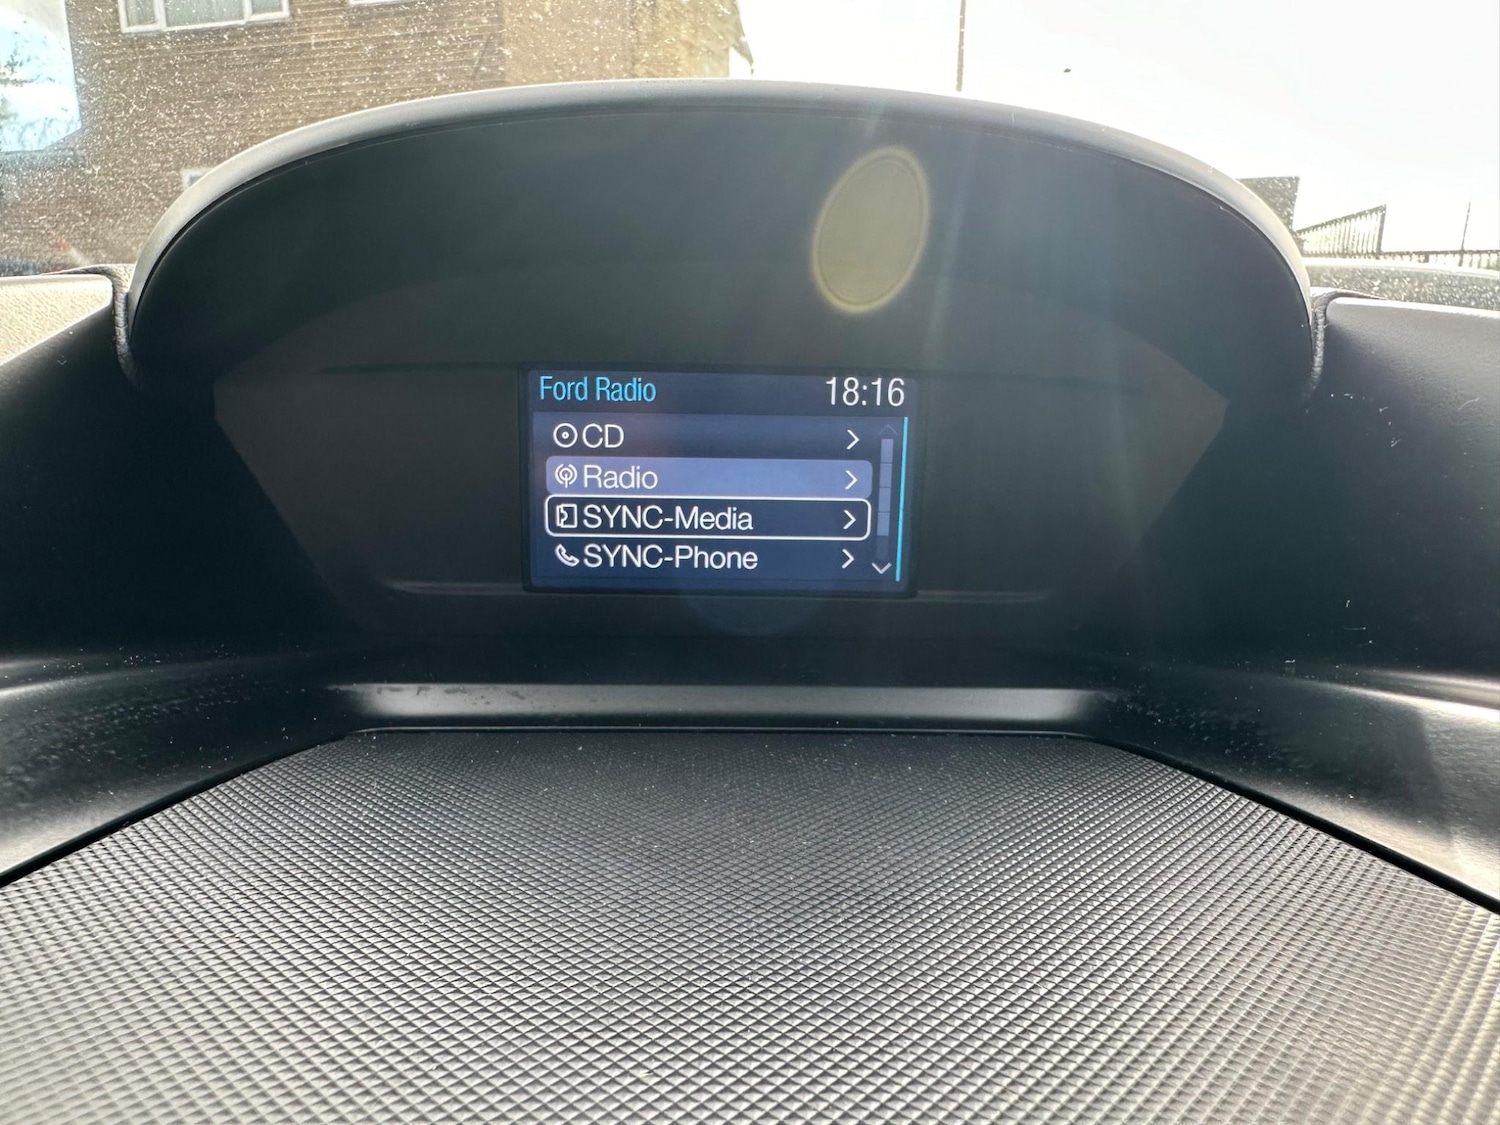 Ford Radio 18:16
CD
Radio
SYNC-Media
SYNC-Phone